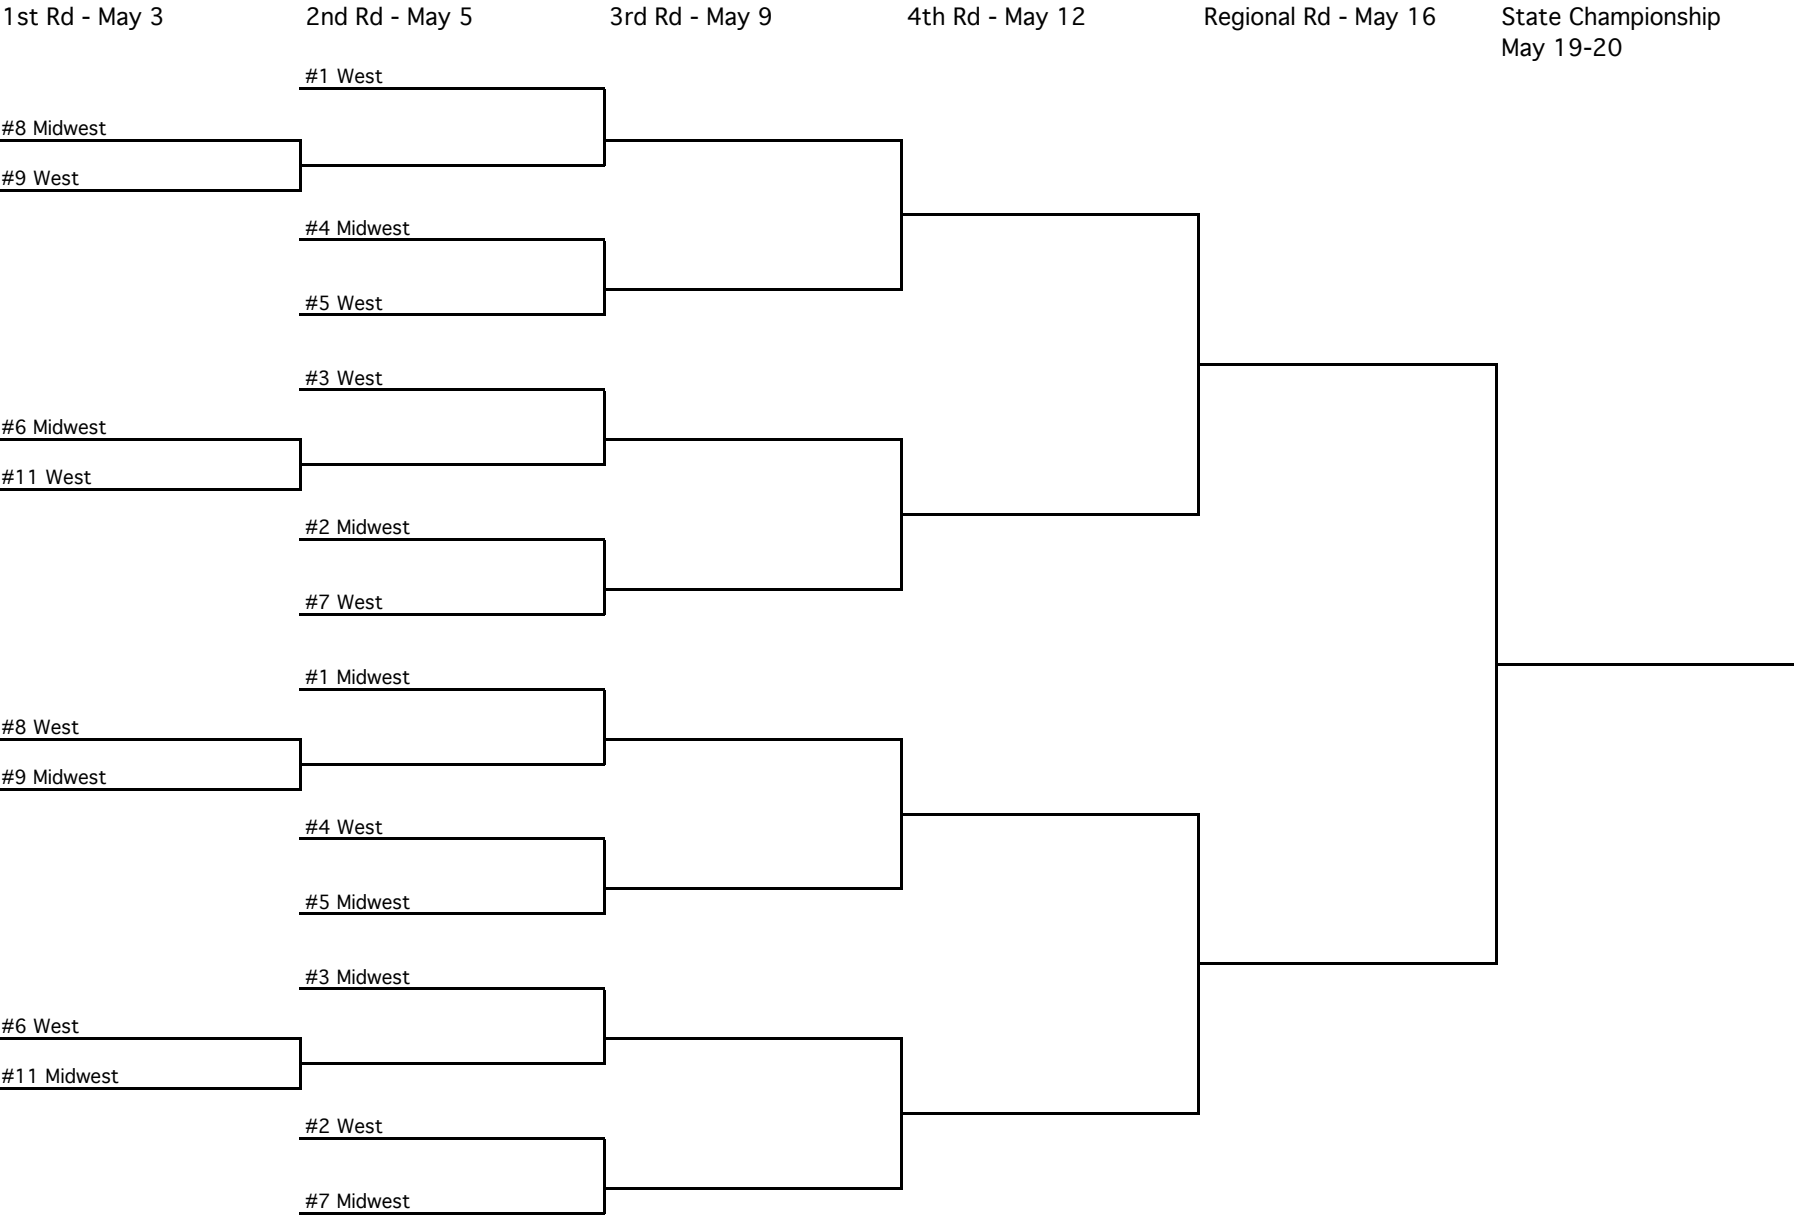 1st Rd - May 3
2nd Rd - May 5
3rd Rd - May 9
4th Rd - May 12
Regional Rd - May 16
State Championship
May 19-20
#1 West
#8 Midwest
#9 West
#4 Midwest
#5 West
#3 West
#6 Midwest
#11 West
#2 Midwest
#7 West
#1 Midwest
#8 West
#9 Midwest
#4 West
#5 Midwest
#3 Midwest
#6 West
#11 Midwest
#2 West
#7 Midwest